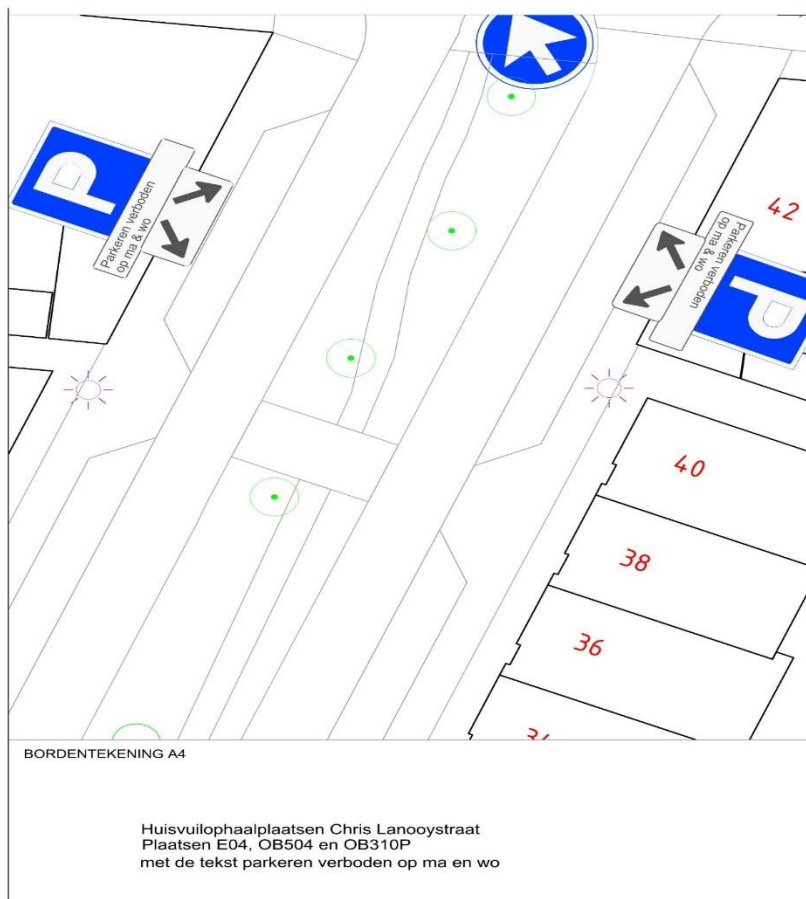 P
Parkeren verboden
op ma & wo
42
Parkeren verboden
op ma & wo
P
40
38
36
34
BORDENTEKENING A4
Huisvuilophaalplaatsen Chris Lanooystraat
Plaatsen E04, OB504 en OB310P
met de tekst parkeren verboden op ma en wo